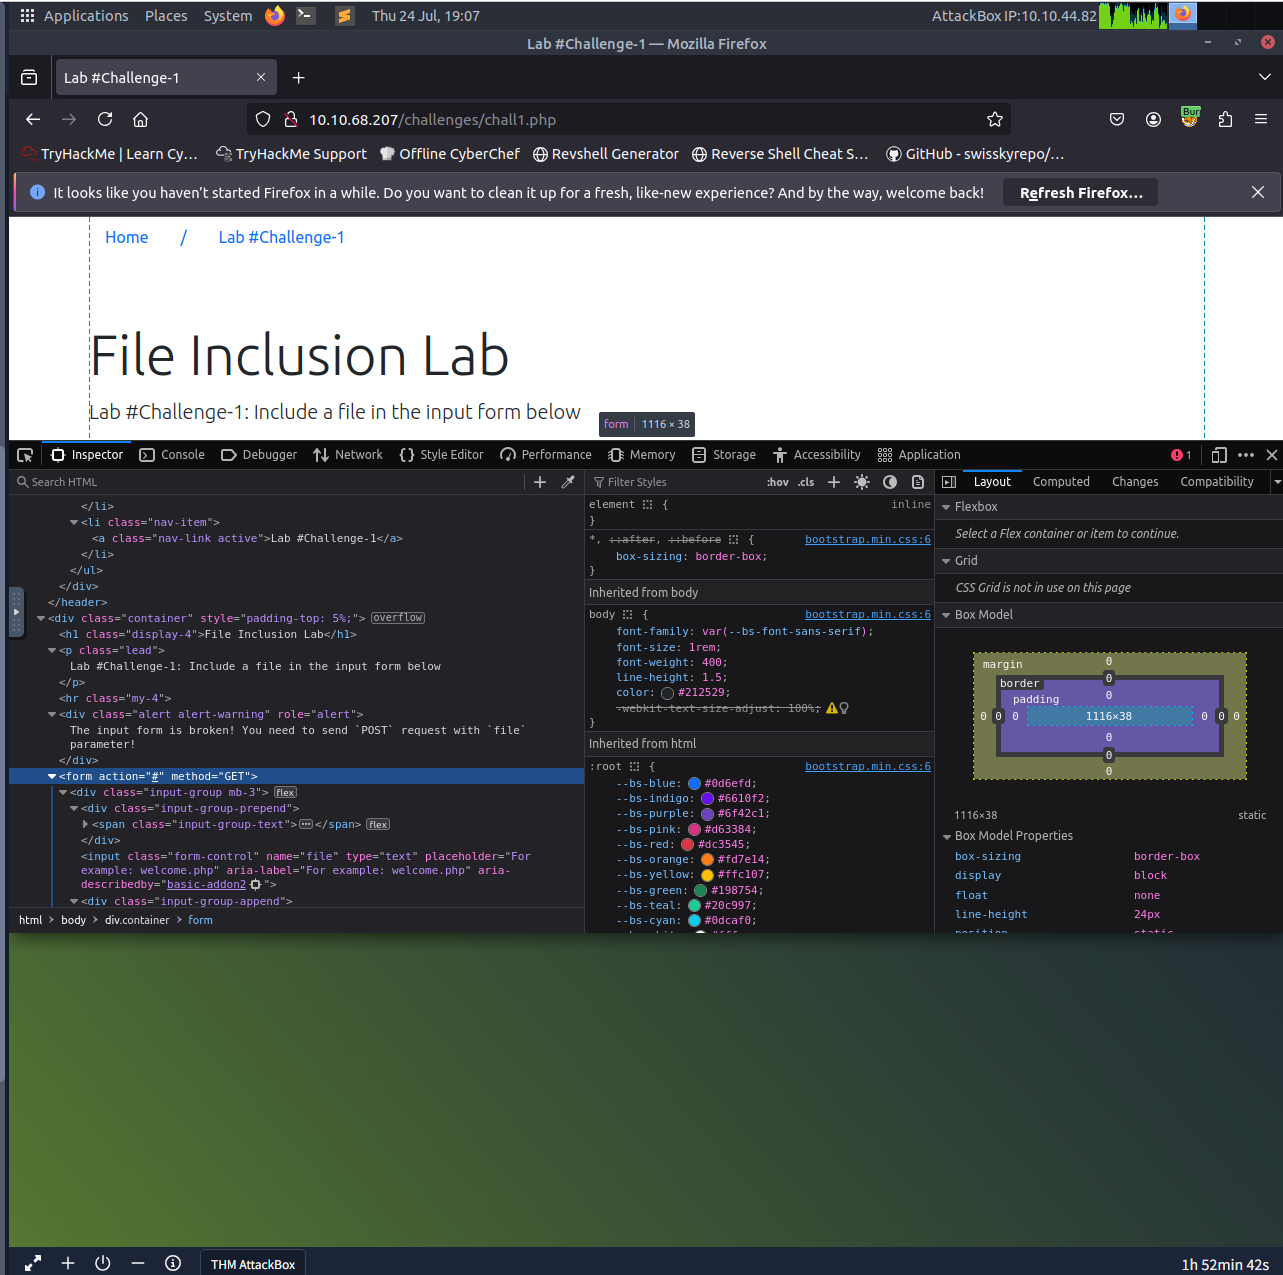 Applications Places System Thu 24 Jul, 19:07 AttackBox IP:10.10.44.82
Lab #Challenge-1 — Mozilla Firefox
Lab #Challenge-1
10.10.68.207/challenges/chall1.php
TryHackMe | Learn Cy… TryHackMe Support Offline CyberChef Revshell Generator Reverse Shell Cheat S… GitHub - swisskyrepo/…
It looks like you haven't started Firefox in a while. Do you want to clean it up for a fresh, like-new experience? And by the way, welcome back! Refresh Firefox…
Home / Lab #Challenge-1
File Inclusion Lab
Lab #Challenge-1: Include a file in the input form below
form 1116 × 38
Inspector Console Debugger Network Style Editor Performance Memory Storage Accessibility Application 1
Search HTML
</li>
<li class="nav-item">
<a class="nav-link active">Lab #Challenge-1</a>
</li>
</ul>
</div>
</header>
<div class="container" style="padding-top: 5%;"> overflow
<h1 class="display-4">File Inclusion Lab</h1>
<p class="lead">
Lab #Challenge-1: Include a file in the input form below
</p>
<hr class="my-4">
<div class="alert alert-warning" role="alert">
The input form is broken! You need to send `POST` request with `file`
parameter!
</div>
<form action="#" method="GET">
<div class="input-group mb-3"> flex
<div class="input-group-prepend">
<span class="input-group-text"> </span> flex
</div>
<input class="form-control" name="file" type="text" placeholder="For
example: welcome.php" aria-label="For example: welcome.php" aria-
describedby="basic-addon2">
<div class="input-group-append">
html > body > div.container > form
Filter Styles :hov .cls
element { inline
}
*, ::after, ::before { bootstrap.min.css:6
box-sizing: border-box;
}
Inherited from body
body { bootstrap.min.css:6
font-family: var(--bs-font-sans-serif);
font-size: 1rem;
font-weight: 400;
line-height: 1.5;
color: #212529;
-webkit-text-size-adjust: 100%;
}
Inherited from html
:root { bootstrap.min.css:6
--bs-blue: #0d6efd;
--bs-indigo: #6610f2;
--bs-purple: #6f42c1;
--bs-pink: #d63384;
--bs-red: #dc3545;
--bs-orange: #fd7e14;
--bs-yellow: #ffc107;
--bs-green: #198754;
--bs-teal: #20c997;
--bs-cyan: #0dcaf0;
Layout Computed Changes Compatibility
Flexbox
Select a Flex container or item to continue.
Grid
CSS Grid is not in use on this page
Box Model
margin 0
border 0
padding 0
0 0 0 1116×38 0 0 0
0
0
0
1116×38 static
Box Model Properties
box-sizing border-box
display block
float none
line-height 24px
position static
THM AttackBox 1h 52min 42s